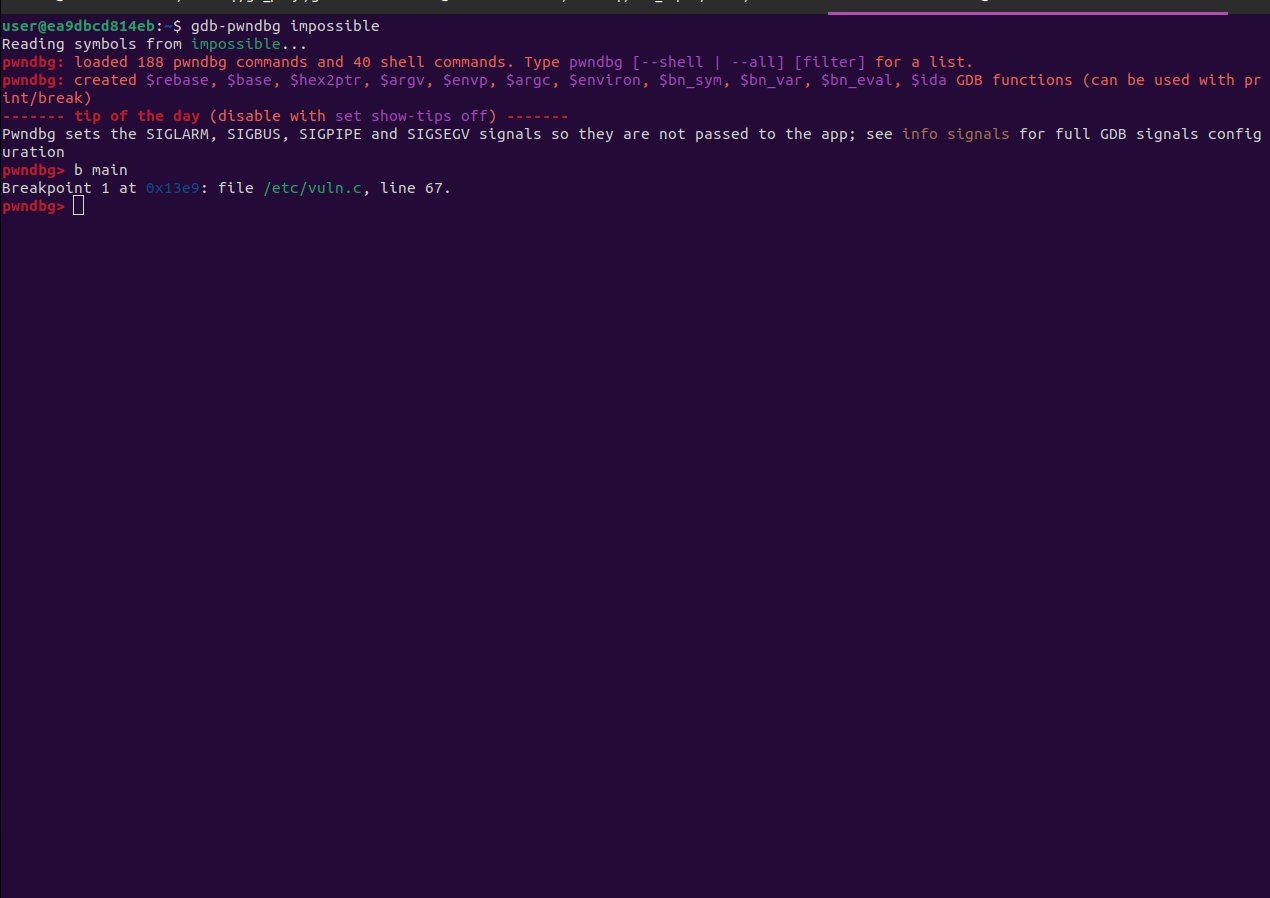 user@ea9dbcd814eb:~$ gdb-pwndbg impossible
Reading symbols from impossible...
pwndbg: loaded 188 pwndbg commands and 40 shell commands. Type pwndbg [--shell | --all] [filter] for a list.
pwndbg: created $rebase, $base, $hex2ptr, $argv, $envp, $argc, $environ, $bn_sym, $bn_var, $bn_eval, $ida GDB functions (can be used with pr
int/break)
------- tip of the day (disable with set show-tips off) -------
Pwndbg sets the SIGLARM, SIGBUS, SIGPIPE and SIGSEGV signals so they are not passed to the app; see info signals for full GDB signals config
uration
pwndbg> b main
Breakpoint 1 at 0x13e9: file /etc/vuln.c, line 67.
pwndbg>